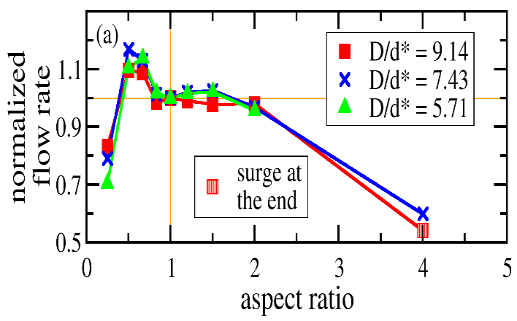 (a)
D/d* = 9.14
D/d* = 7.43
D/d* = 5.71
surge at
the end
normalized
flow rate
1.1
0.9
0.7
0.5
0 1 2 3 4 5
aspect ratio